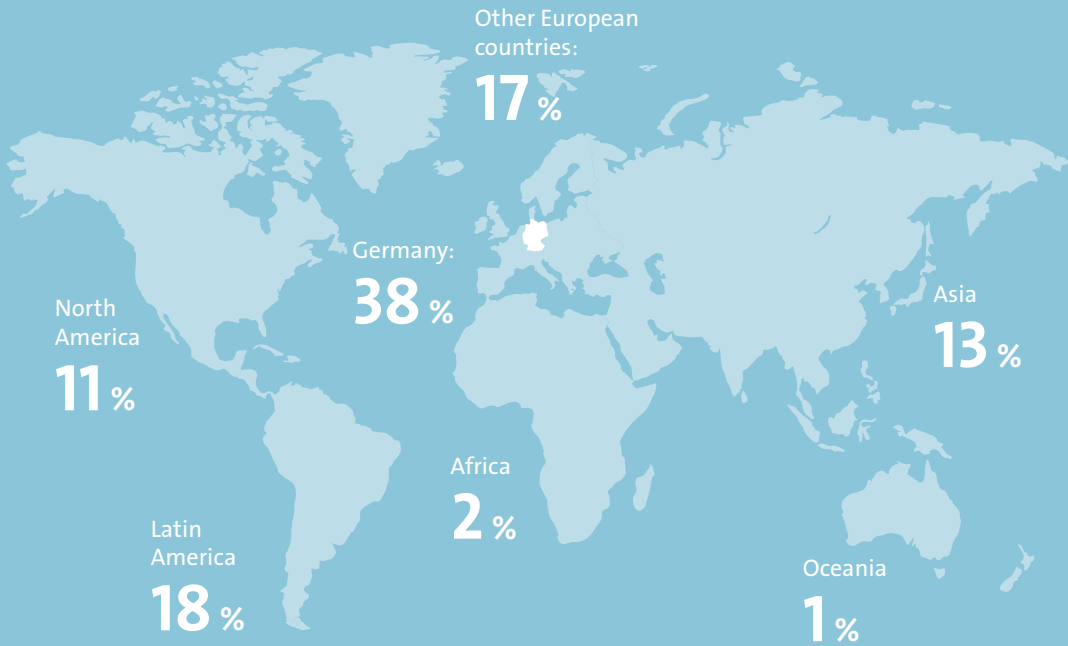 Other European
countries:
17 %
Germany:
38 %
North
America
11 %
Asia
13 %
Africa
2 %
Latin
America
18 %
Oceania
1 %